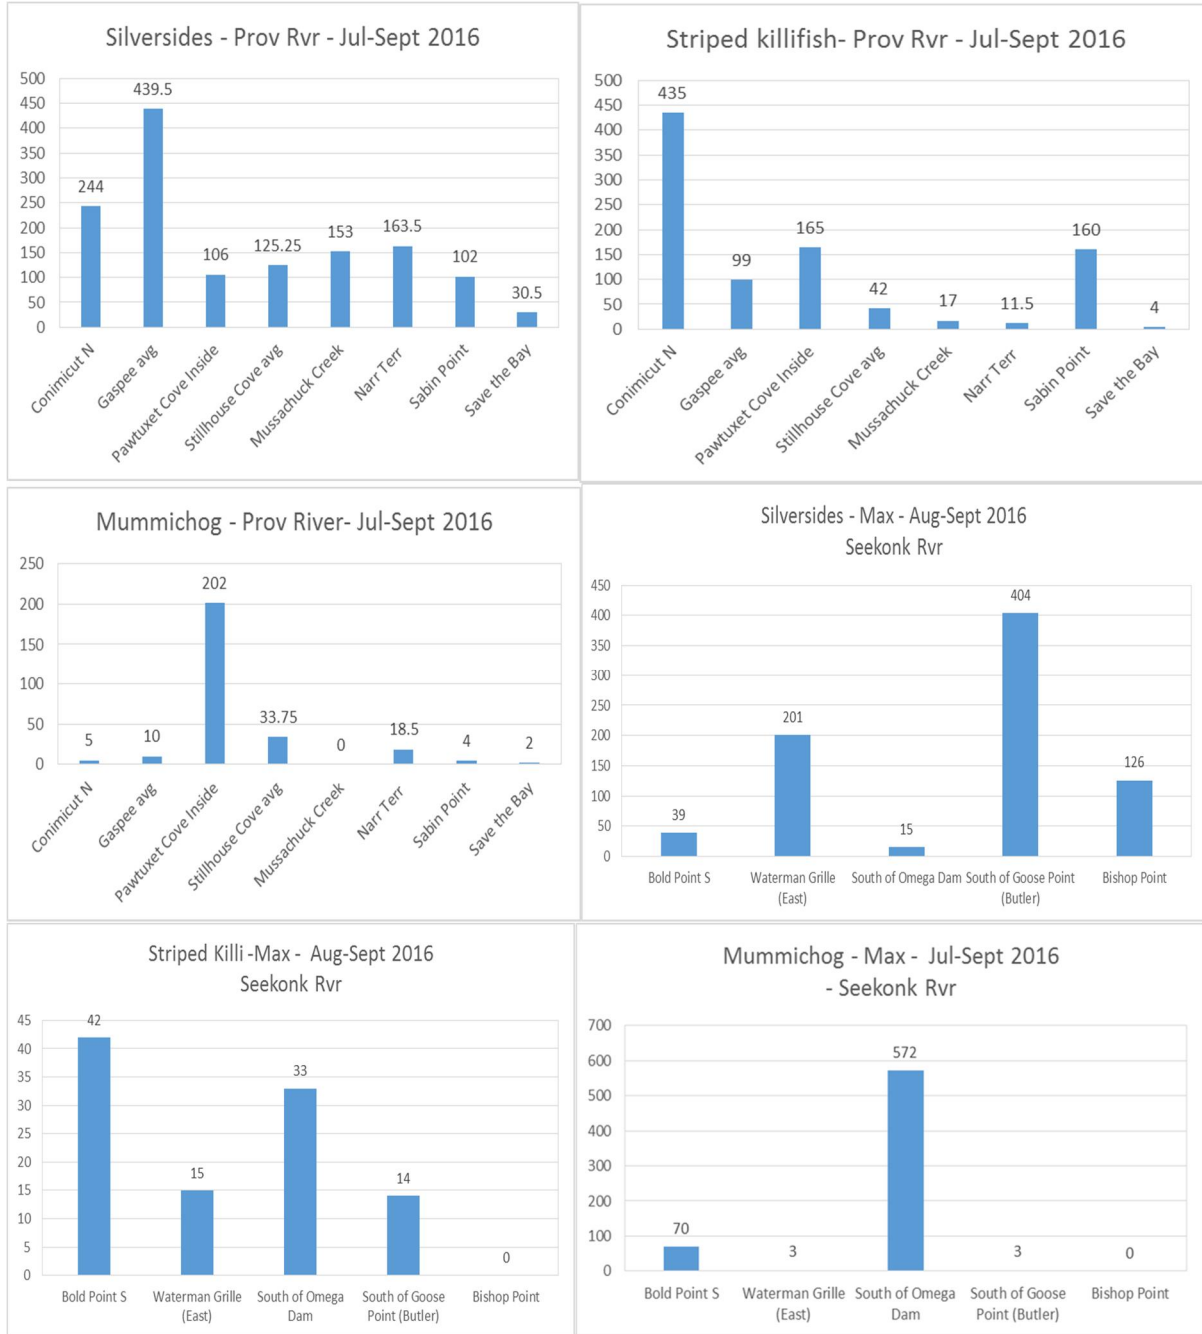 Silversides - Prov Rvr - Jul-Sept 2016
500
450
400
350
300
250
200
150
100
50
0
244
439.5
106
125.25
153
163.5
102
30.5
Conimicut N
Gaspee avg
Pawtuxet Cove Inside
Stillhouse Cove avg
Mussachuck Creek
Narr Terr
Sabin Point
Save the Bay
Striped killifish- Prov Rvr - Jul-Sept 2016
500
450
400
350
300
250
200
150
100
50
0
435
99
165
42
17
11.5
160
4
Conimicut N
Gaspee avg
Pawtuxet Cove Inside
Stillhouse Cove avg
Mussachuck Creek
Narr Terr
Sabin Point
Save the Bay
Mummichog - Prov River- Jul-Sept 2016
250
200
150
100
50
0
5
10
202
33.75
0
18.5
4
2
Conimicut N
Gaspee avg
Pawtuxet Cove Inside
Stillhouse Cove avg
Mussachuck Creek
Narr Terr
Sabin Point
Save the Bay
Silversides - Max - Aug-Sept 2016
Seekonk Rvr
450
400
350
300
250
200
150
100
50
0
39
201
15
404
126
Bold Point S
Waterman Grille
(East)
South of Omega Dam
South of Goose Point
(Butler)
Bishop Point
Striped Killi -Max - Aug-Sept 2016
Seekonk Rvr
45
40
35
30
25
20
15
10
5
0
42
15
33
14
0
Bold Point S
Waterman Grille
(East)
South of Omega
Dam
South of Goose
Point (Butler)
Bishop Point
Mummichog - Max - Jul-Sept 2016
- Seekonk Rvr
700
600
500
400
300
200
100
0
70
3
572
3
0
Bold Point S
Waterman Grille
(East)
South of Omega
Dam
South of Goose
Point (Butler)
Bishop Point